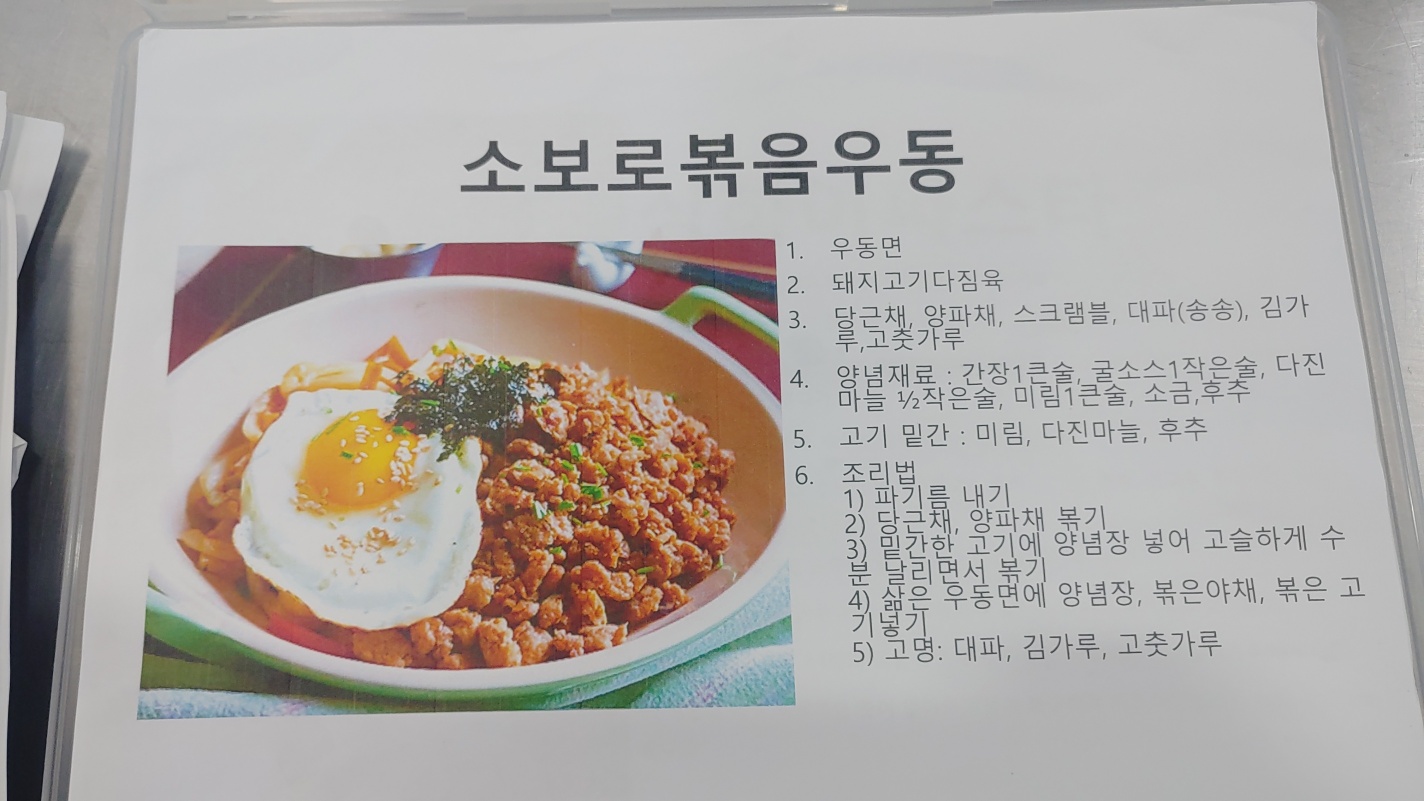 소보로볶음우동
1. 우동면
2. 돼지고기다짐육
3. 당근채, 양파채, 스크램블, 대파(송송), 김가
루,고춧가루
4. 양념재료 : 간장1큰술, 굴소스1작은술, 다진
마늘 ½작은술, 미림1큰술, 소금,후추
5. 고기 밑간 : 미림, 다진마늘, 후추
6. 조리법
1) 파기름 내기
2) 당근채, 양파채 볶기
3) 밑간한 고기에 양념장 넣어 고슬하게 수
분 날리면서 볶기
4) 삶은 우동면에 양념장, 볶은야채, 볶은 고
기넣기
5) 고명: 대파, 김가루, 고춧가루